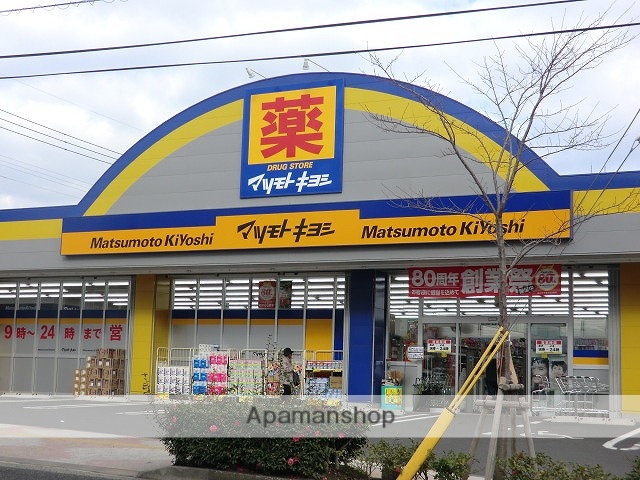 薬
DRUG STORE
マツモトキヨシ
Matsumoto KiYoshi マツモトキヨシ Matsumoto KiYoshi
80周年 創業祭
9時~24時まで営
Apamanshop